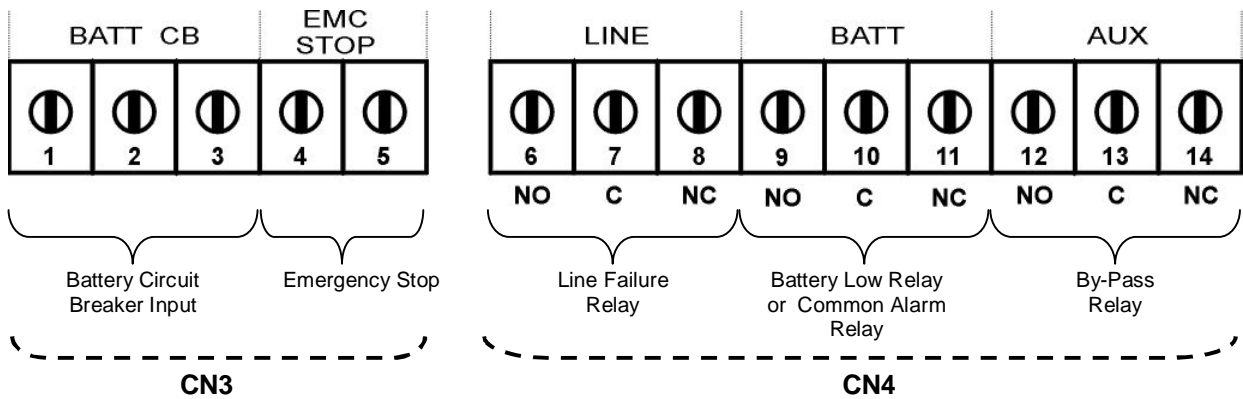 BATT CB
EMC
STOP
LINE
BATT
AUX
1 2 3 4 5
6 7 8 9 10 11 12 13 14
NO C NC NO C NC NO C NC
Battery Circuit
Breaker Input
Emergency Stop
Line Failure
Relay
Battery Low Relay
or Common Alarm
Relay
By-Pass
Relay
CN3
CN4